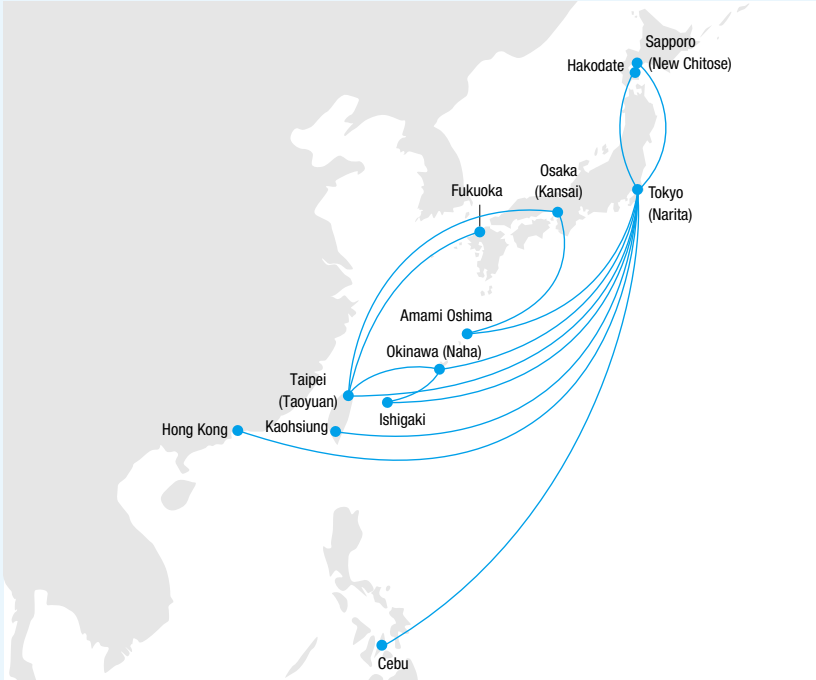 Sapporo
(New Chitose)
Hakodate
Osaka
(Kansai)
Fukuoka
Tokyo
(Narita)
Amami Oshima
Okinawa (Naha)
Taipei
(Taoyuan)
Ishigaki
Hong Kong
Kaohsiung
Cebu